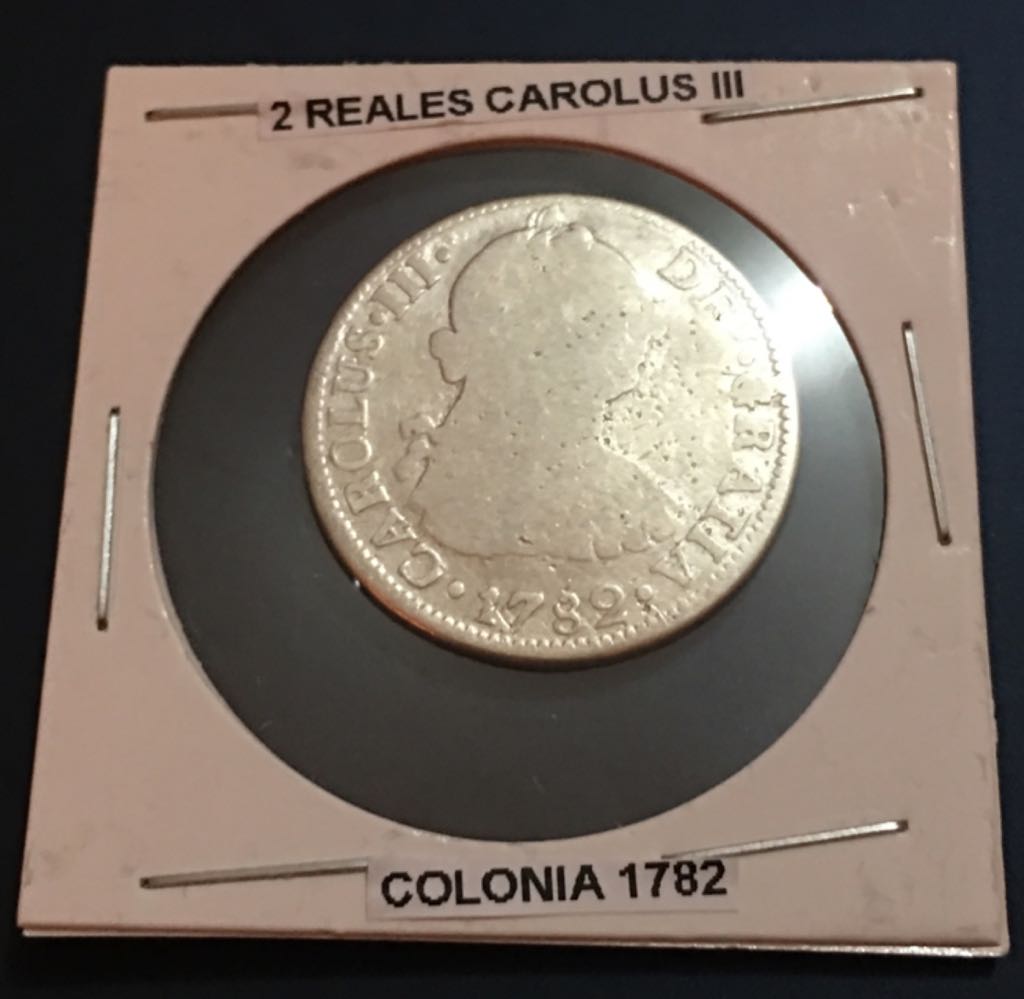 2 REALES CAROLUS III
·CAROLUS·III· DEI·GRATIA·
·1782·
COLONIA 1782